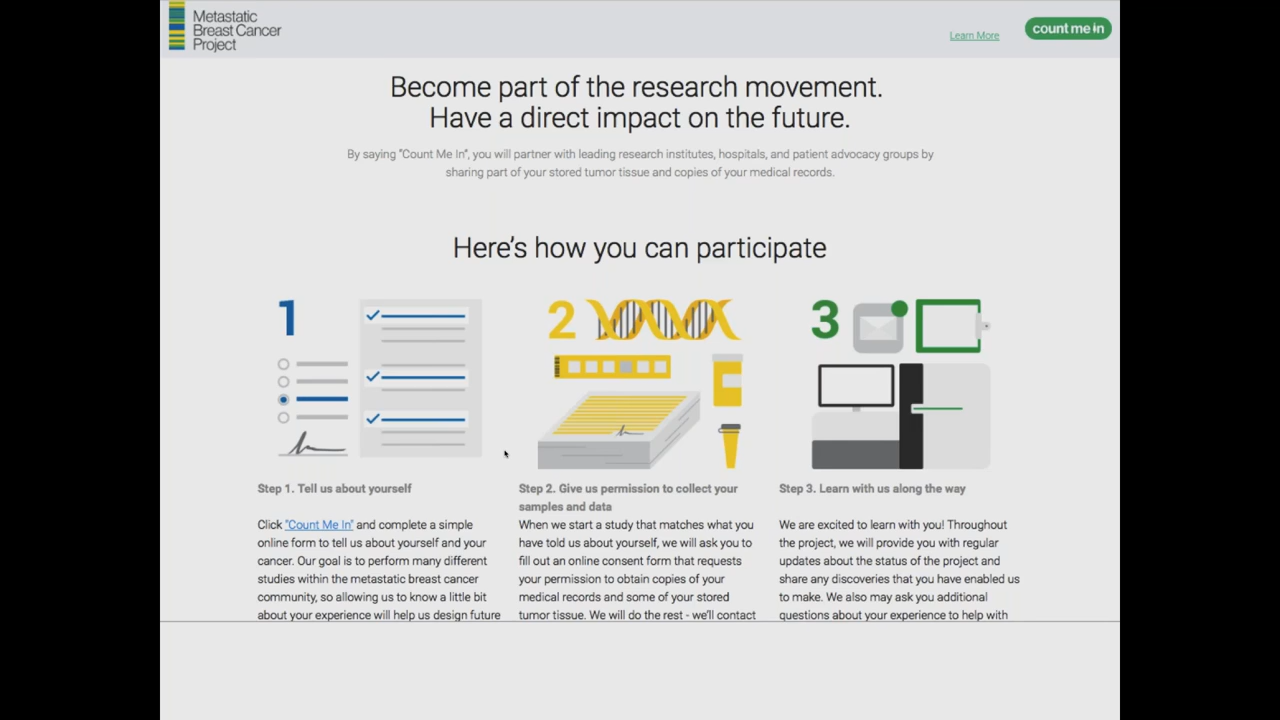 Metastatic
Breast Cancer
Project
Learn More
count me in
Become part of the research movement.
Have a direct impact on the future.
By saying “Count Me In”, you will partner with leading research institutes, hospitals, and patient advocacy groups by
sharing part of your stored tumor tissue and copies of your medical records.
Here’s how you can participate
1
2
3
Step 1. Tell us about yourself
Click “Count Me In” and complete a simple
online form to tell us about yourself and your
cancer. Our goal is to perform many different
studies within the metastatic breast cancer
community, so allowing us to know a little bit
about your experience will help us design future
Step 2. Give us permission to collect your
samples and data
When we start a study that matches what you
have told us about yourself, we will ask you to
fill out an online consent form that requests
your permission to obtain copies of your
medical records and some of your stored
tumor tissue. We will do the rest - we’ll contact
Step 3. Learn with us along the way
We are excited to learn with you! Throughout
the project, we will provide you with regular
updates about the status of the project and
share any discoveries that you have enabled us
to make. We also may ask you additional
questions about your experience to help with